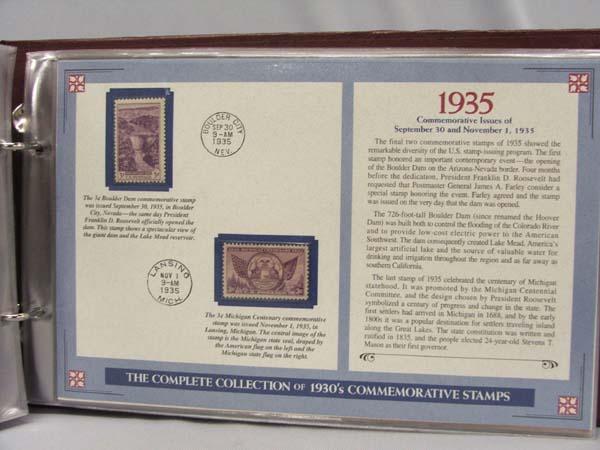 BOULDER CITY
SEP 30
9-AM
1935
NEV.
The 3¢ Boulder Dam commemorative stamp
was issued September 30, 1935, in Boulder
City, Nevada—the same day President
Franklin D. Roosevelt officially opened the
dam. This stamp shows a spectacular view of
the giant dam and the Lake Mead reservoir.
LANSING
NOV 1
9-AM
1935
MICH.
The 3¢ Michigan Centenary commemorative
stamp was issued November 1, 1935, in
Lansing, Michigan. The central image of the
stamp is the Michigan state seal, draped by
the American flag on the left and the
Michigan state flag on the right.
1935
Commemorative Issues of
September 30 and November 1, 1935
The final two commemorative stamps of 1935 showed the
remarkable diversity of the U.S. stamp-issuing program. The first
stamp honored an important contemporary event—the opening
of the Boulder Dam on the Arizona-Nevada border. Four months
before the dedication, President Franklin D. Roosevelt had
requested that Postmaster General James A. Farley consider a
special stamp honoring the event. Farley agreed and the stamp
was issued on the very day that the dam was opened.
The 726-foot-tall Boulder Dam (since renamed the Hoover
Dam) was built both to control the flooding of the Colorado River
and to provide low-cost electric power to the American
Southwest. The dam consequently created Lake Mead, America's
largest artificial lake and the source of valuable water for
drinking and irrigation throughout the region and as far away as
southern California.
The last stamp of 1935 celebrated the centenary of Michigan
statehood. It was promoted by the Michigan Centennial
Committee, and the design chosen by President Roosevelt
symbolized a century of progress and change in the state. The
first settlers had arrived in Michigan in 1688, and by the early
1800s it was a popular destination for settlers traveling inland
along the Great Lakes. The state constitution was written and
ratified in 1835, and the people elected 24-year-old Stevens T.
Mason as their first governor.
THE COMPLETE COLLECTION OF 1930's COMMEMORATIVE STAMPS